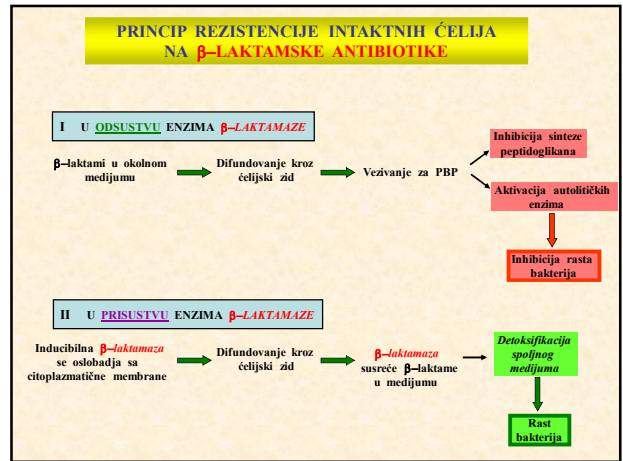 PRINCIP REZISTENCIJE INTAKTNIH ĆELIJA
NA β–LAKTAMSKE ANTIBIOTIKE
I U ODSUSTVU ENZIMA β–LAKTAMAZE
β–laktami u okolnom
medijumu
Difundovanje kroz
ćelijski zid
Vezivanje za PBP
Inhibicija sinteze
peptidoglikana
Aktivacija autolitičkih
enzima
Inhibicija rasta
bakterija
II U PRISUSTVU ENZIMA β–LAKTAMAZE
Inducibilna β–laktamaza
se oslobadja sa
citoplazmatične membrane
Difundovanje kroz
ćelijski zid
β–laktamaza
susreće β–laktame
u medijumu
Detoksifikacija
spoljnog
medijuma
Rast
bakterija